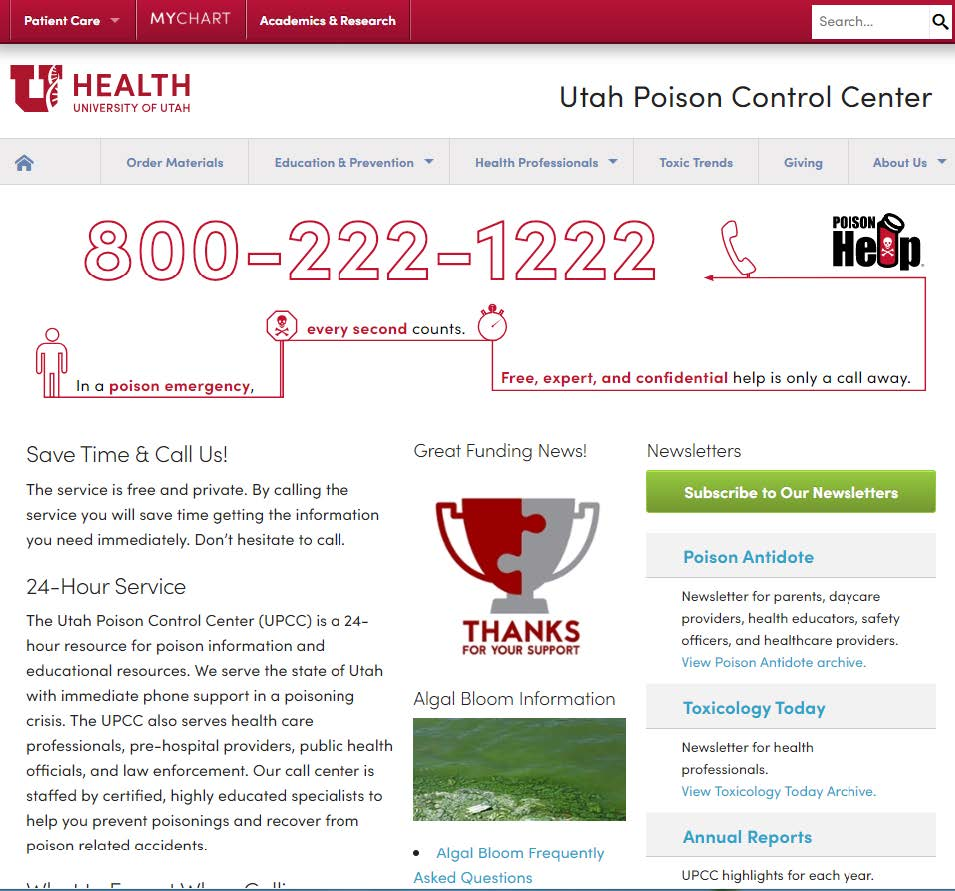 Patient Care
MYCHART
Academics & Research
Search...
U HEALTH
UNIVERSITY OF UTAH
Utah Poison Control Center
Order Materials
Education & Prevention
Health Professionals
Toxic Trends
Giving
About Us
800-222-1222
POISON
Help®
every second counts.
In a poison emergency,
Free, expert, and confidential help is only a call away.
Save Time & Call Us!
The service is free and private. By calling the
service you will save time getting the information
you need immediately. Don't hesitate to call.
24-Hour Service
The Utah Poison Control Center (UPCC) is a 24-
hour resource for poison information and
educational resources. We serve the state of Utah
with immediate phone support in a poisoning
crisis. The UPCC also serves health care
professionals, pre-hospital providers, public health
officials, and law enforcement. Our call center is
staffed by certified, highly educated specialists to
help you prevent poisonings and recover from
poison related accidents.
Great Funding News!
THANKS
FOR YOUR SUPPORT
Algal Bloom Information
Algal Bloom Frequently
Asked Questions
Newsletters
Subscribe to Our Newsletters
Poison Antidote
Newsletter for parents, daycare
providers, health educators, safety
officers, and healthcare providers.
View Poison Antidote archive.
Toxicology Today
Newsletter for health
professionals.
View Toxicology Today Archive.
Annual Reports
UPCC highlights for each year.